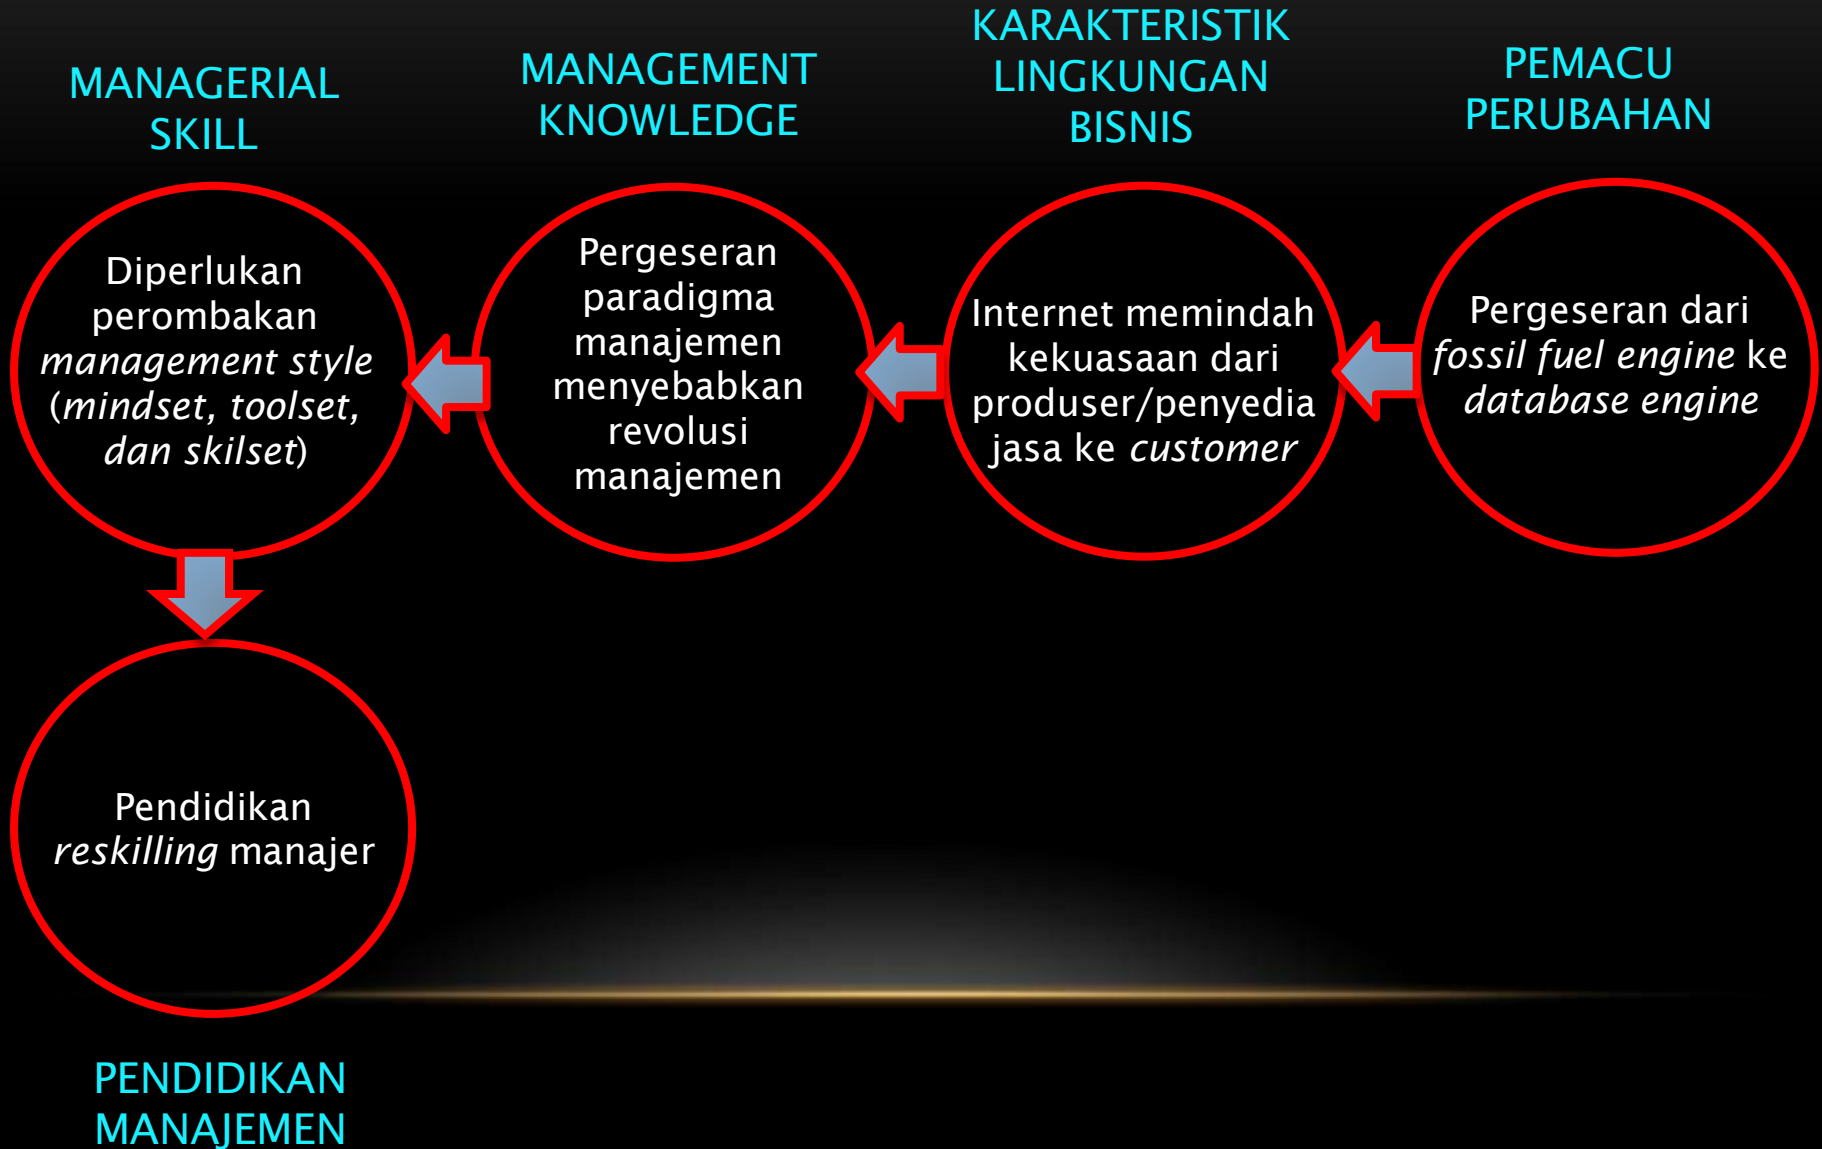 MANAGERIAL
SKILL
MANAGEMENT
KNOWLEDGE
KARAKTERISTIK
LINGKUNGAN
BISNIS
PEMACU
PERUBAHAN
Diperlukan
perombakan
management style
(mindset, toolset,
dan skilset)
Pergeseran
paradigma
manajemen
menyebabkan
revolusi
manajemen
Internet memindah
kekuasaan dari
produser/penyedia
jasa ke customer
Pergeseran dari
fossil fuel engine ke
database engine
Pendidikan
reskilling manajer
PENDIDIKAN
MANAJEMEN